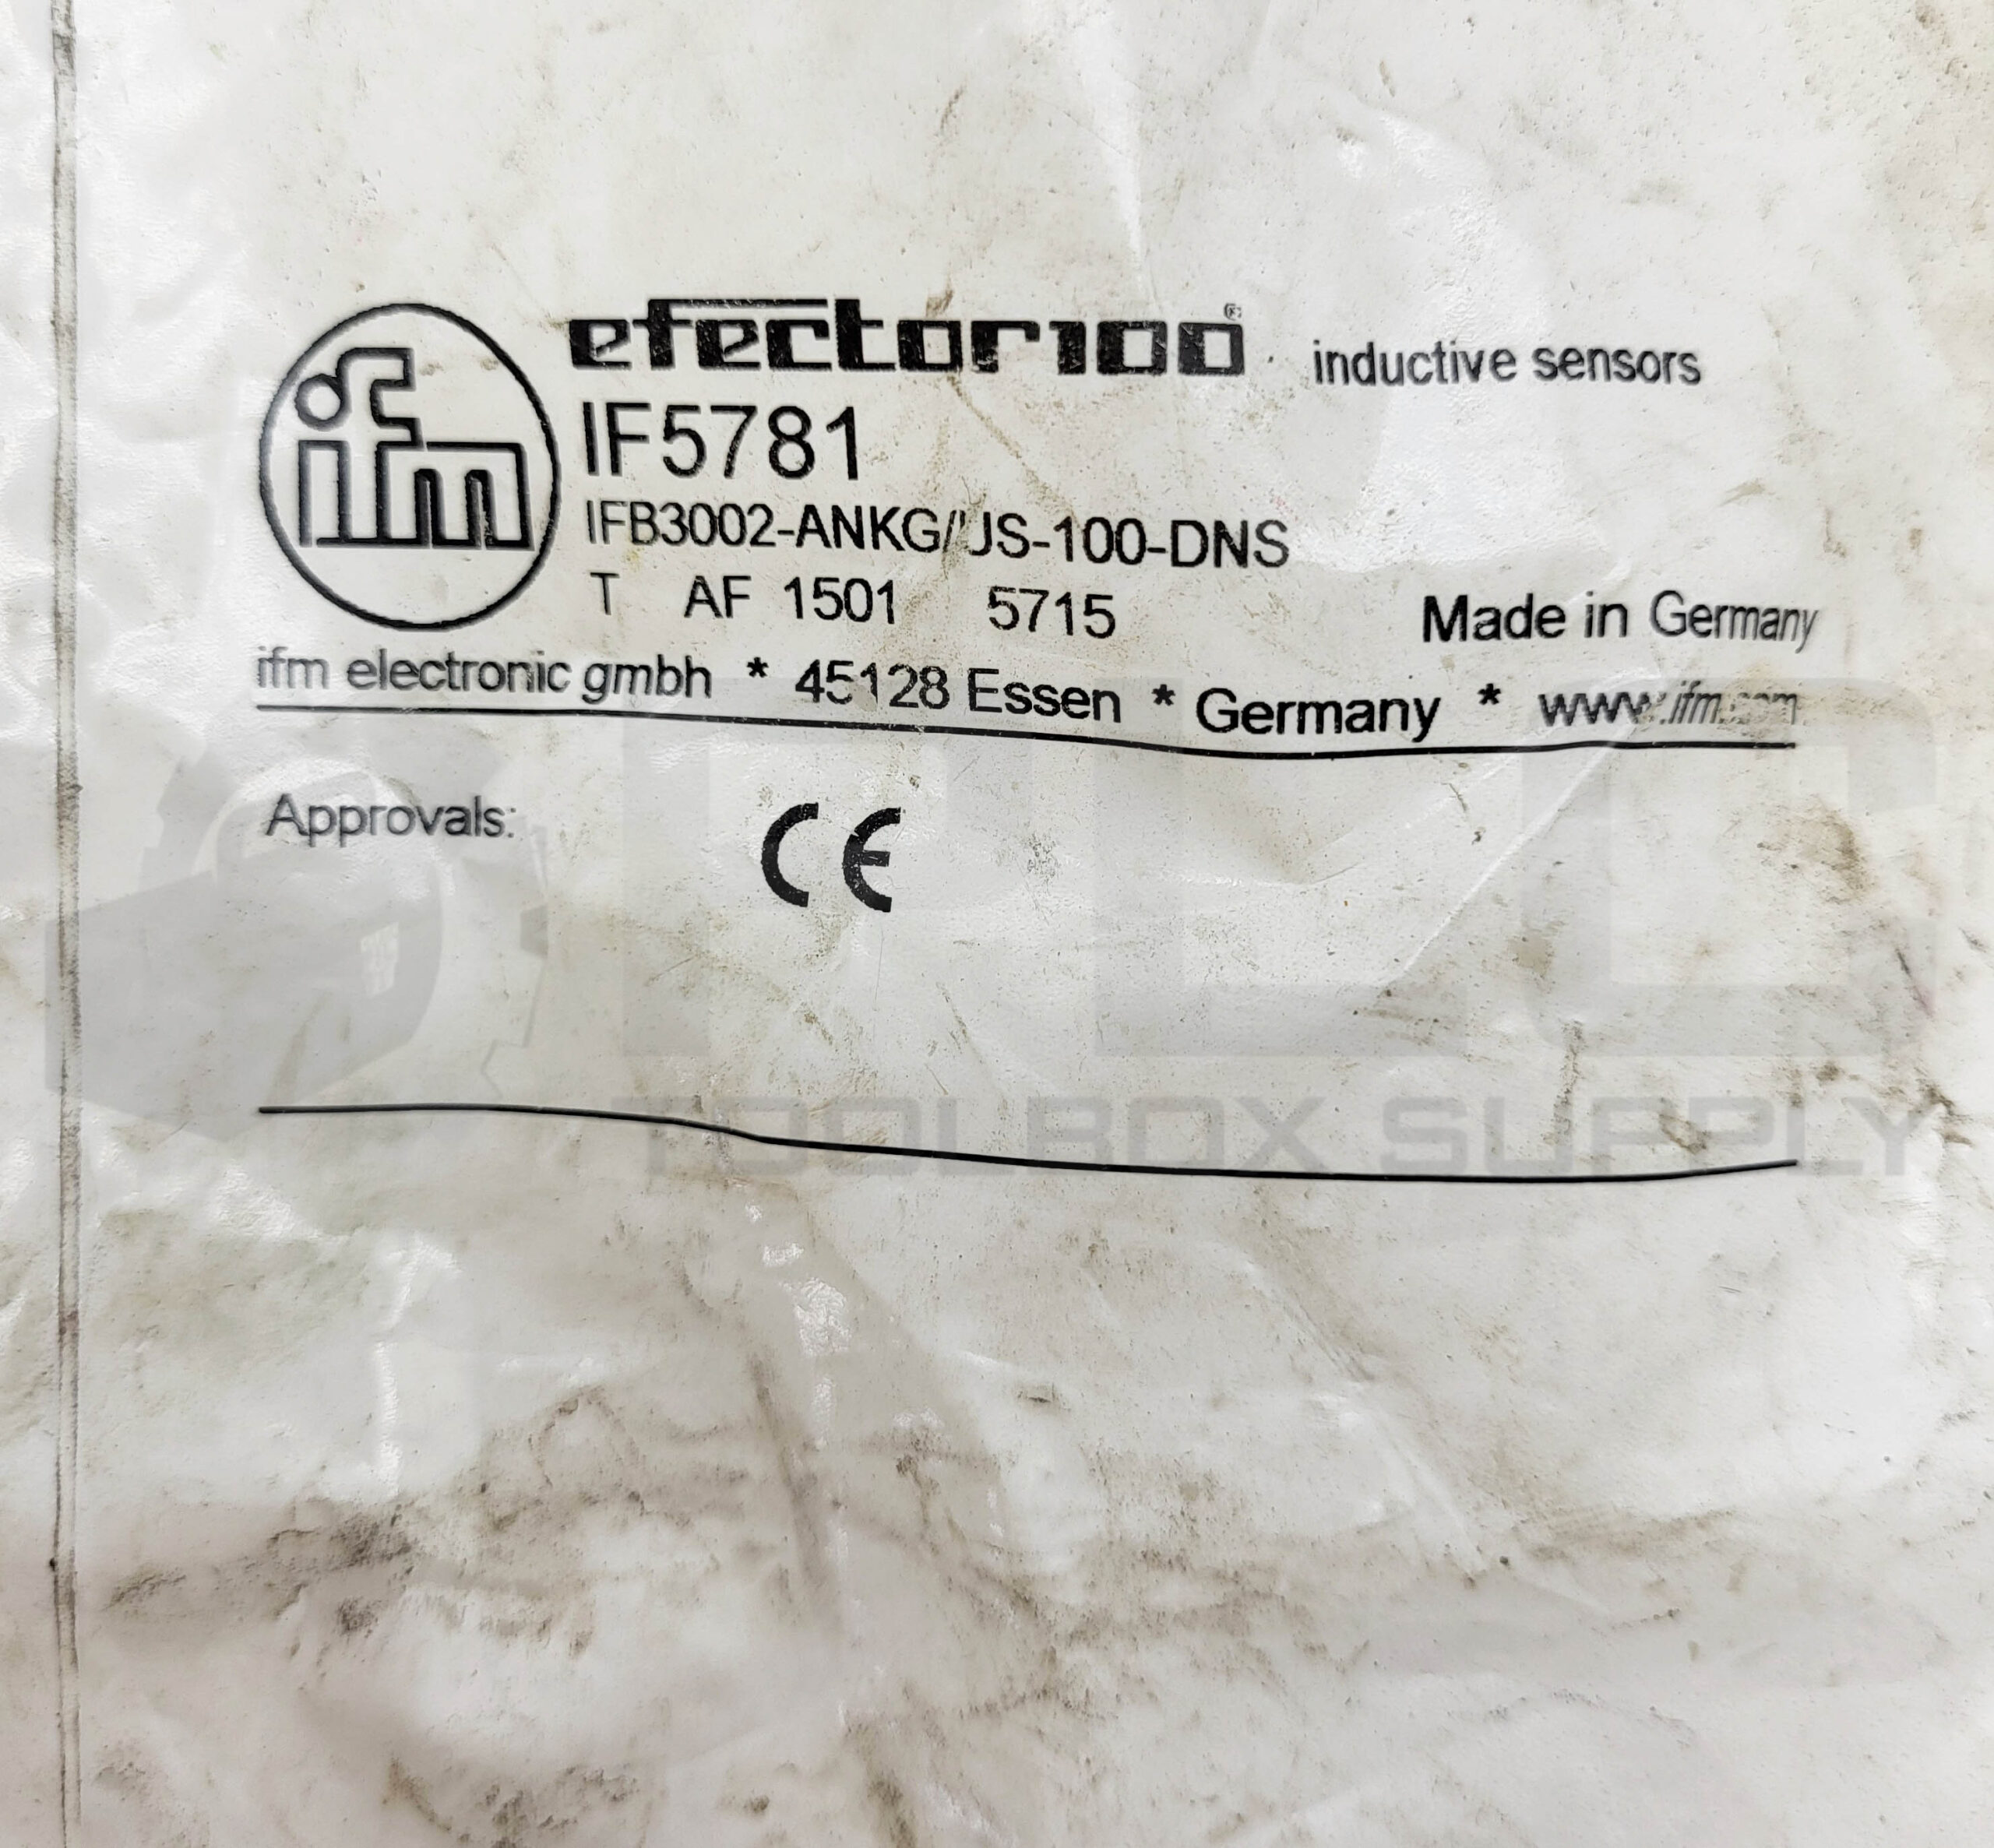 ifm
efector100® inductive sensors
IF5781
IFB3002-ANKG/US-100-DNS
T AF 1501 5715 Made in Germany
ifm electronic gmbh * 45128 Essen * Germany * www.ifm.com
Approvals: CE
TOOLBOX SUPPLY